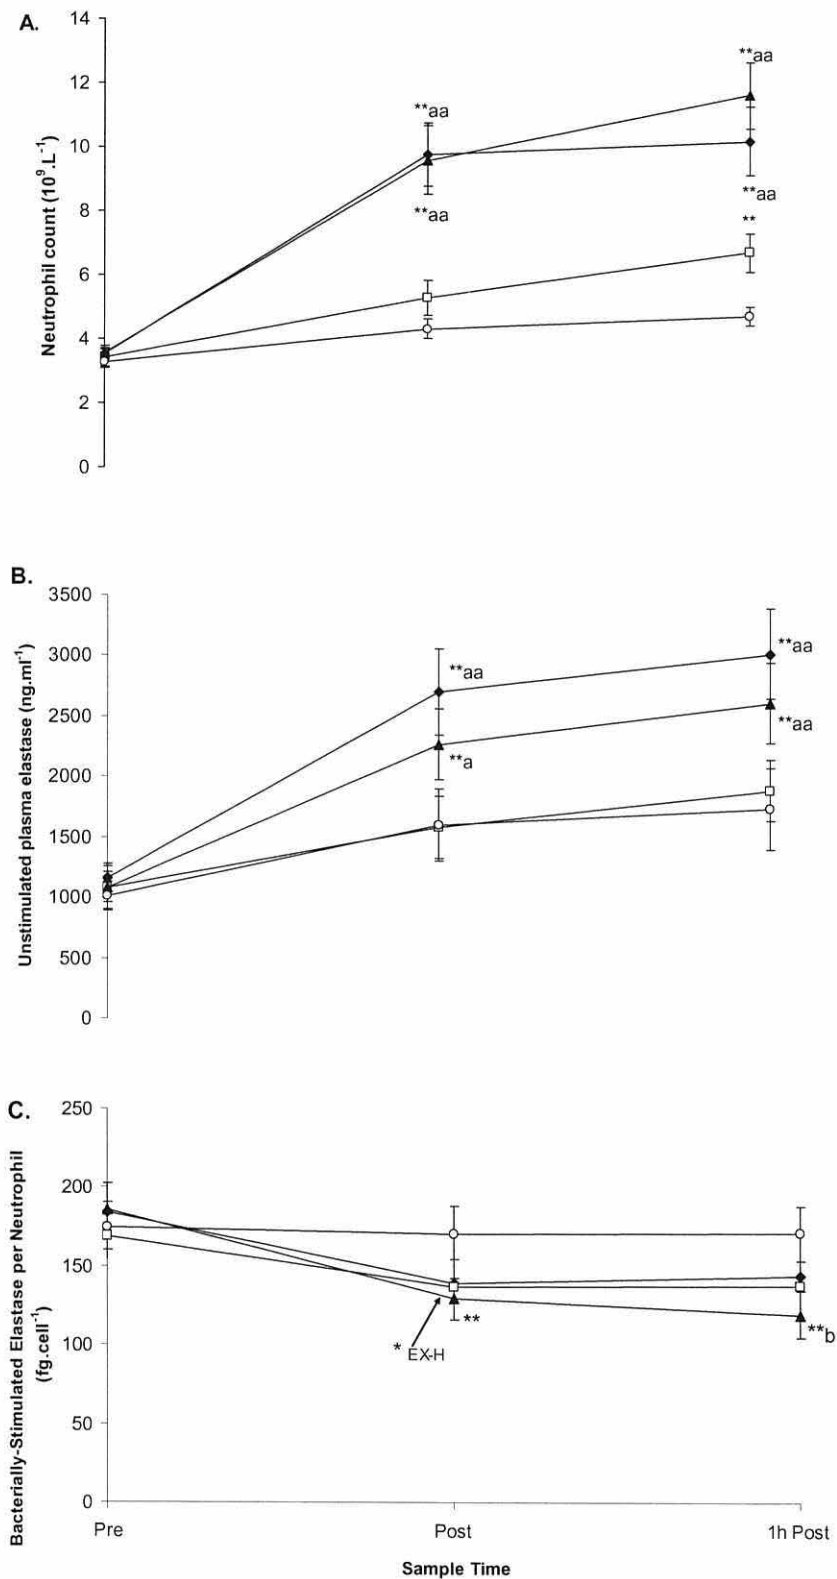 A.
14
**aa
12
**aa
10
**aa
**aa
**
8
6
4
2
0
Neutrophil count (10⁹.L⁻¹)
B.
3500
3000
**aa
**aa
2500
**aa
**a
2000
1500
1000
500
0
Unstimulated plasma elastase (ng.ml⁻¹)
C.
250
200
150
100
50
0
**
**b
* EX-H
Bacterially-Stimulated Elastase per Neutrophil
(fg.cell⁻¹)
Pre
Post
1h Post
Sample Time